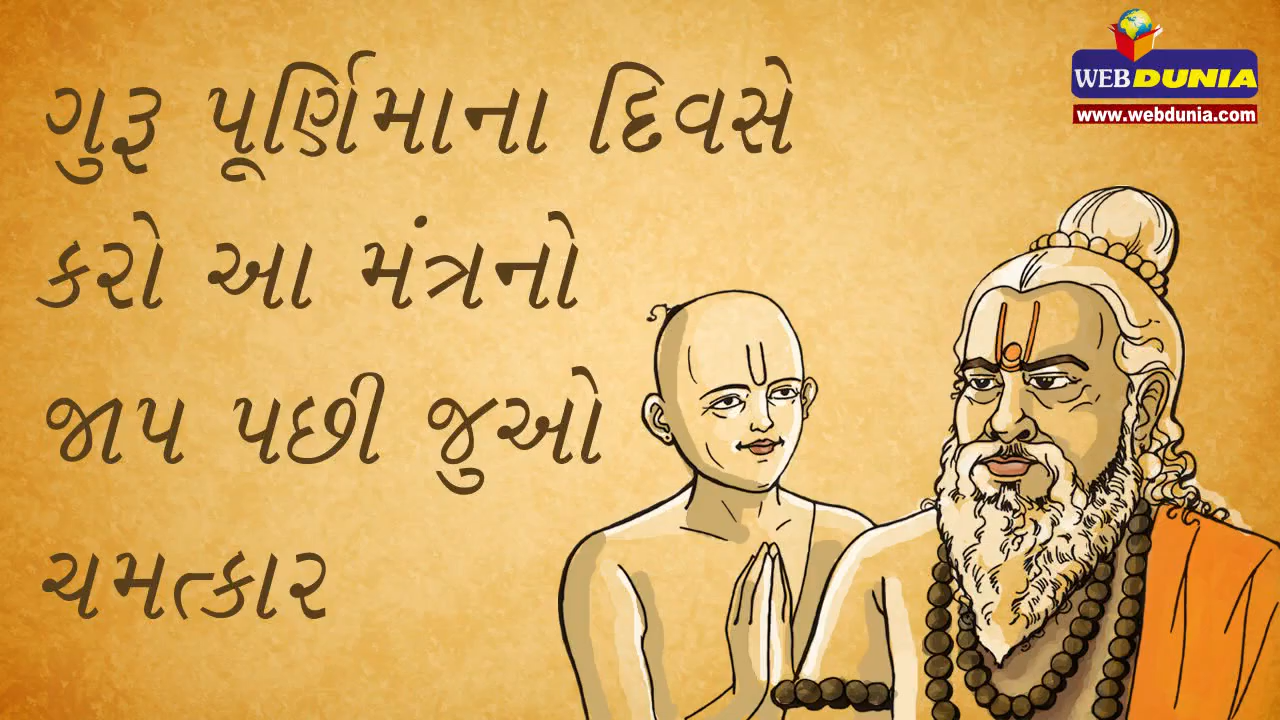 ગુરૂ પૂર્ણિમાના દિવસે
કરો આ મંત્રનો
જાપ પછી જુઓ
ચમત્કાર
WEBDUNIA
www.webdunia.com